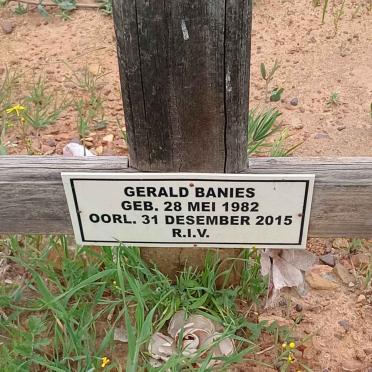 GERALD BANIES
GEB. 28 MEI 1982
OORL. 31 DESEMBER 2015
R.I.V.